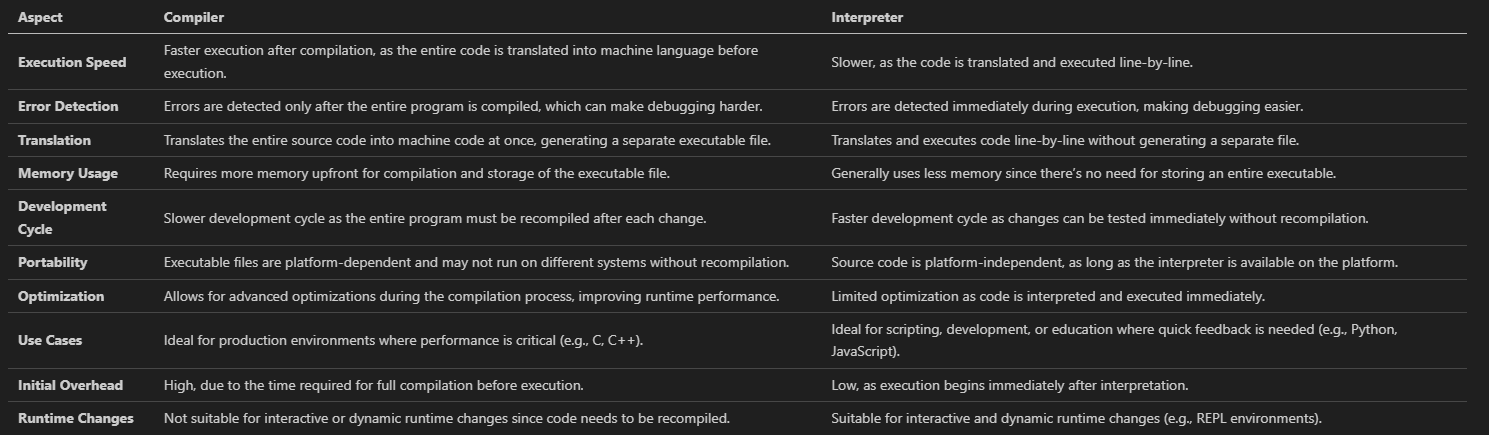 Aspect Compiler Interpreter
Execution Speed Faster execution after compilation, as the entire code is translated into machine language before execution. Slower, as the code is translated and executed line-by-line.
Error Detection Errors are detected only after the entire program is compiled, which can make debugging harder. Errors are detected immediately during execution, making debugging easier.
Translation Translates the entire source code into machine code at once, generating a separate executable file. Translates and executes code line-by-line without generating a separate file.
Memory Usage Requires more memory upfront for compilation and storage of the executable file. Generally uses less memory since there's no need for storing an entire executable.
Development Cycle Slower development cycle as the entire program must be recompiled after each change. Faster development cycle as changes can be tested immediately without recompilation.
Portability Executable files are platform-dependent and may not run on different systems without recompilation. Source code is platform-independent, as long as the interpreter is available on the platform.
Optimization Allows for advanced optimizations during the compilation process, improving runtime performance. Limited optimization as code is interpreted and executed immediately.
Use Cases Ideal for production environments where performance is critical (e.g., C, C++). Ideal for scripting, development, or education where quick feedback is needed (e.g., Python, JavaScript).
Initial Overhead High, due to the time required for full compilation before execution. Low, as execution begins immediately after interpretation.
Runtime Changes Not suitable for interactive or dynamic runtime changes since code needs to be recompiled. Suitable for interactive and dynamic runtime changes (e.g., REPL environments).